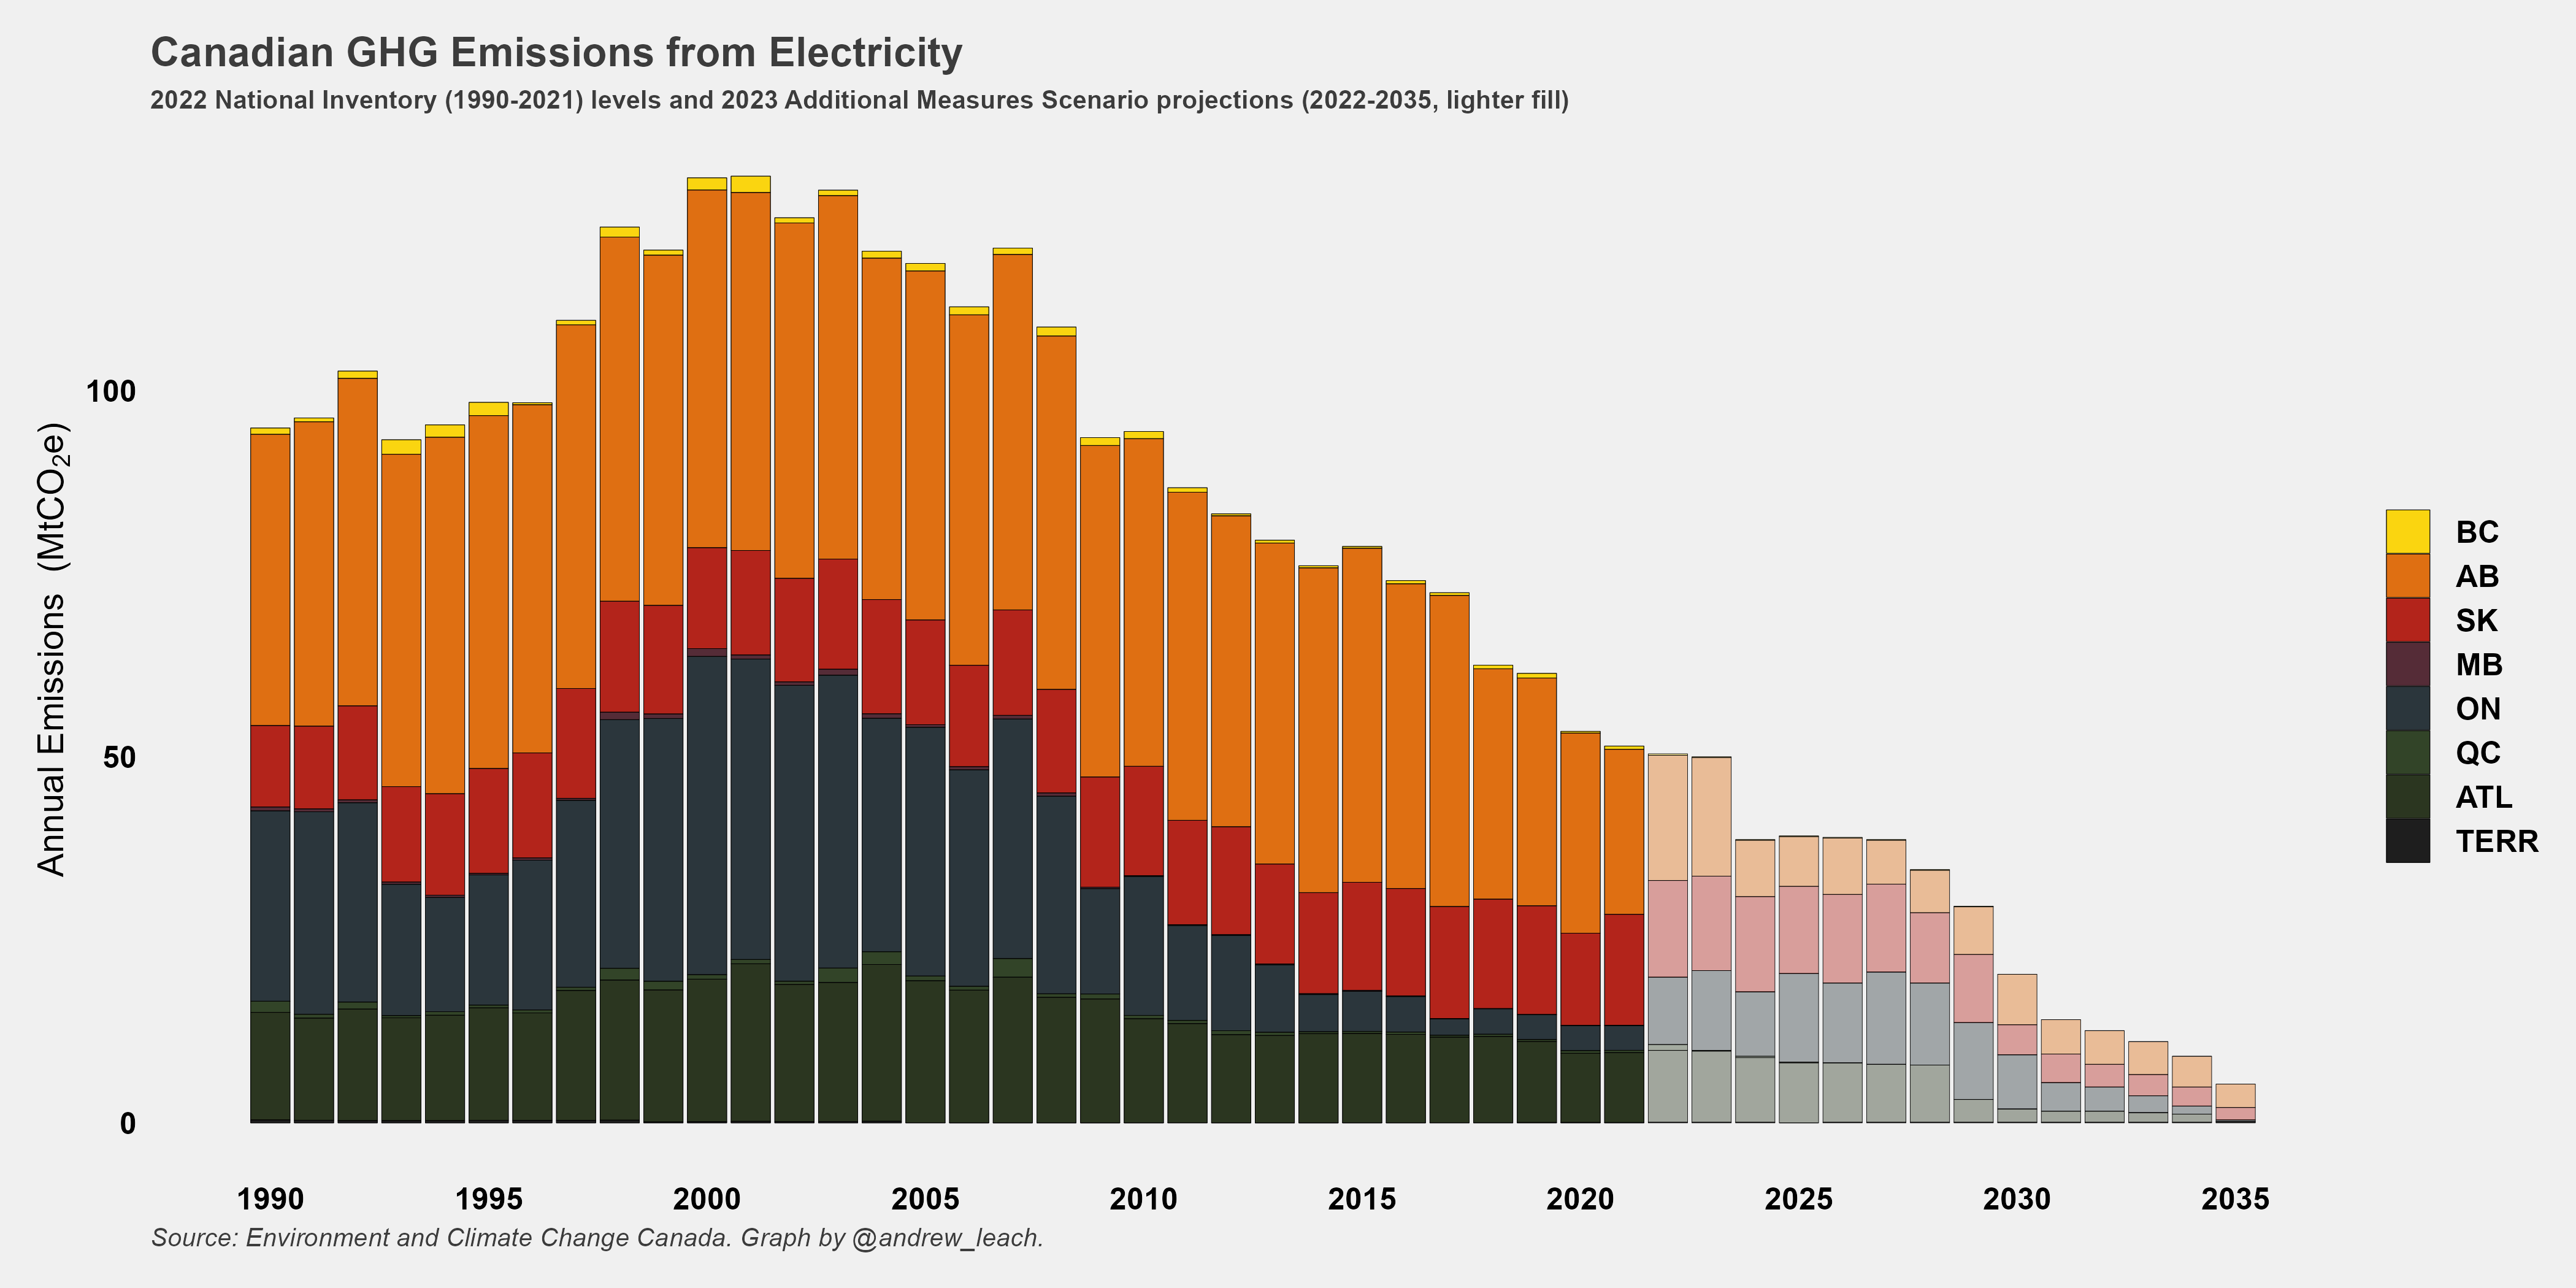 Canadian GHG Emissions from Electricity
2022 National Inventory (1990-2021) levels and 2023 Additional Measures Scenario projections (2022-2035, lighter fill)
Annual Emissions (MtCO₂e)
100
50
0
1990 1995 2000 2005 2010 2015 2020 2025 2030 2035
BC
AB
SK
MB
ON
QC
ATL
TERR
Source: Environment and Climate Change Canada. Graph by @andrew_leach.